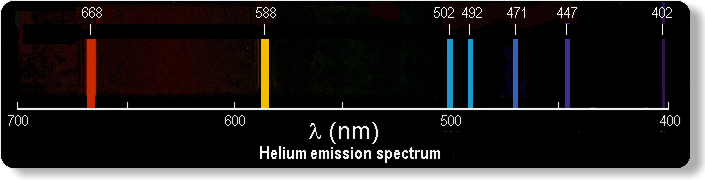 668 588 502 492 471 447 402
700 600 500 400
λ (nm)
Helium emission spectrum